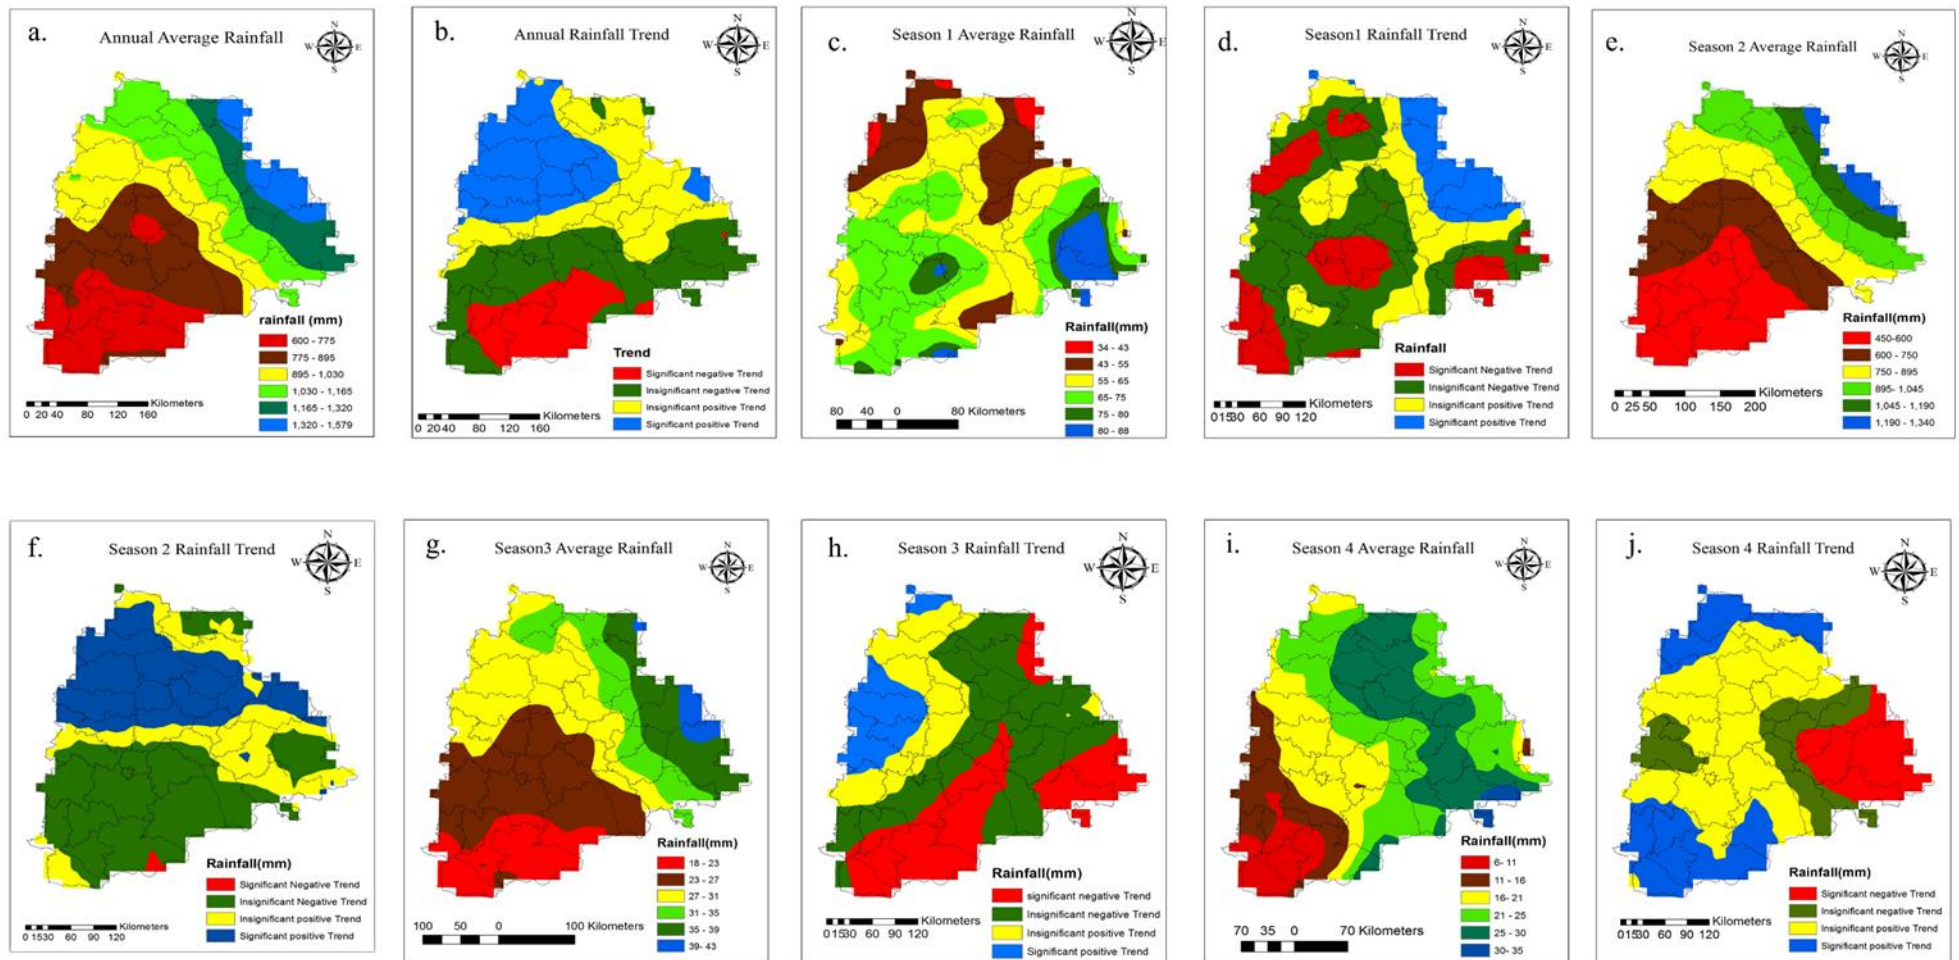 a.
Annual Average Rainfall
N
W E
S
rainfall (mm)
600 - 775
775 - 895
895 - 1,030
1,030 - 1,165
1,165 - 1,320
1,320 - 1,579
Kilometers
0 20 40 80 120 160
b.
Annual Rainfall Trend
N
W E
S
Trend
Significant negative Trend
Insignificant negative Trend
Insignificant positive Trend
Significant positive Trend
Kilometers
0 20 40 80 120 160
c.
Season 1 Average Rainfall
N
W E
S
Rainfall(mm)
34 - 43
43 - 55
55 - 65
65- 75
75 - 80
80 - 88
80 40 0 80 Kilometers
d.
Season1 Rainfall Trend
N
W E
S
Rainfall
Significant Negative Trend
Insignificant Negative Trend
Insignificant positive Trend
Significant positive Trend
Kilometers
0 15 30 60 90 120
e.
Season 2 Average Rainfall
N
W E
S
Rainfall(mm)
450-600
600 - 750
750 - 895
895- 1,045
1,045 - 1,190
1,190 - 1,340
Kilometers
0 25 50 100 150 200
f.
Season 2 Rainfall Trend
N
W E
S
Rainfall(mm)
Significant Negative Trend
Insignificant Negative Trend
Insignificant positive Trend
Significant positive Trend
Kilometers
0 15 30 60 90 120
g.
Season3 Average Rainfall
N
W E
S
Rainfall(mm)
18 - 23
23 - 27
27 - 31
31 - 35
35 - 39
39- 43
100 50 0 100 Kilometers
h.
Season 3 Rainfall Trend
N
W E
S
Rainfall(mm)
significant negative Trend
Insignificant negative Trend
Insignificant positive Trend
Significant positive Trend
Kilometers
0 15 30 60 90 120
i.
Season 4 Average Rainfall
N
W E
S
Rainfall(mm)
6- 11
11 - 16
16- 21
21 - 25
25 - 30
30- 35
70 35 0 70 Kilometers
j.
Season 4 Rainfall Trend
N
W E
S
Rainfall(mm)
Significant negative Trend
Insignificant negative Trend
Insignificant positive Trend
Significant positive Trend
Kilometers
0 15 30 60 90 120